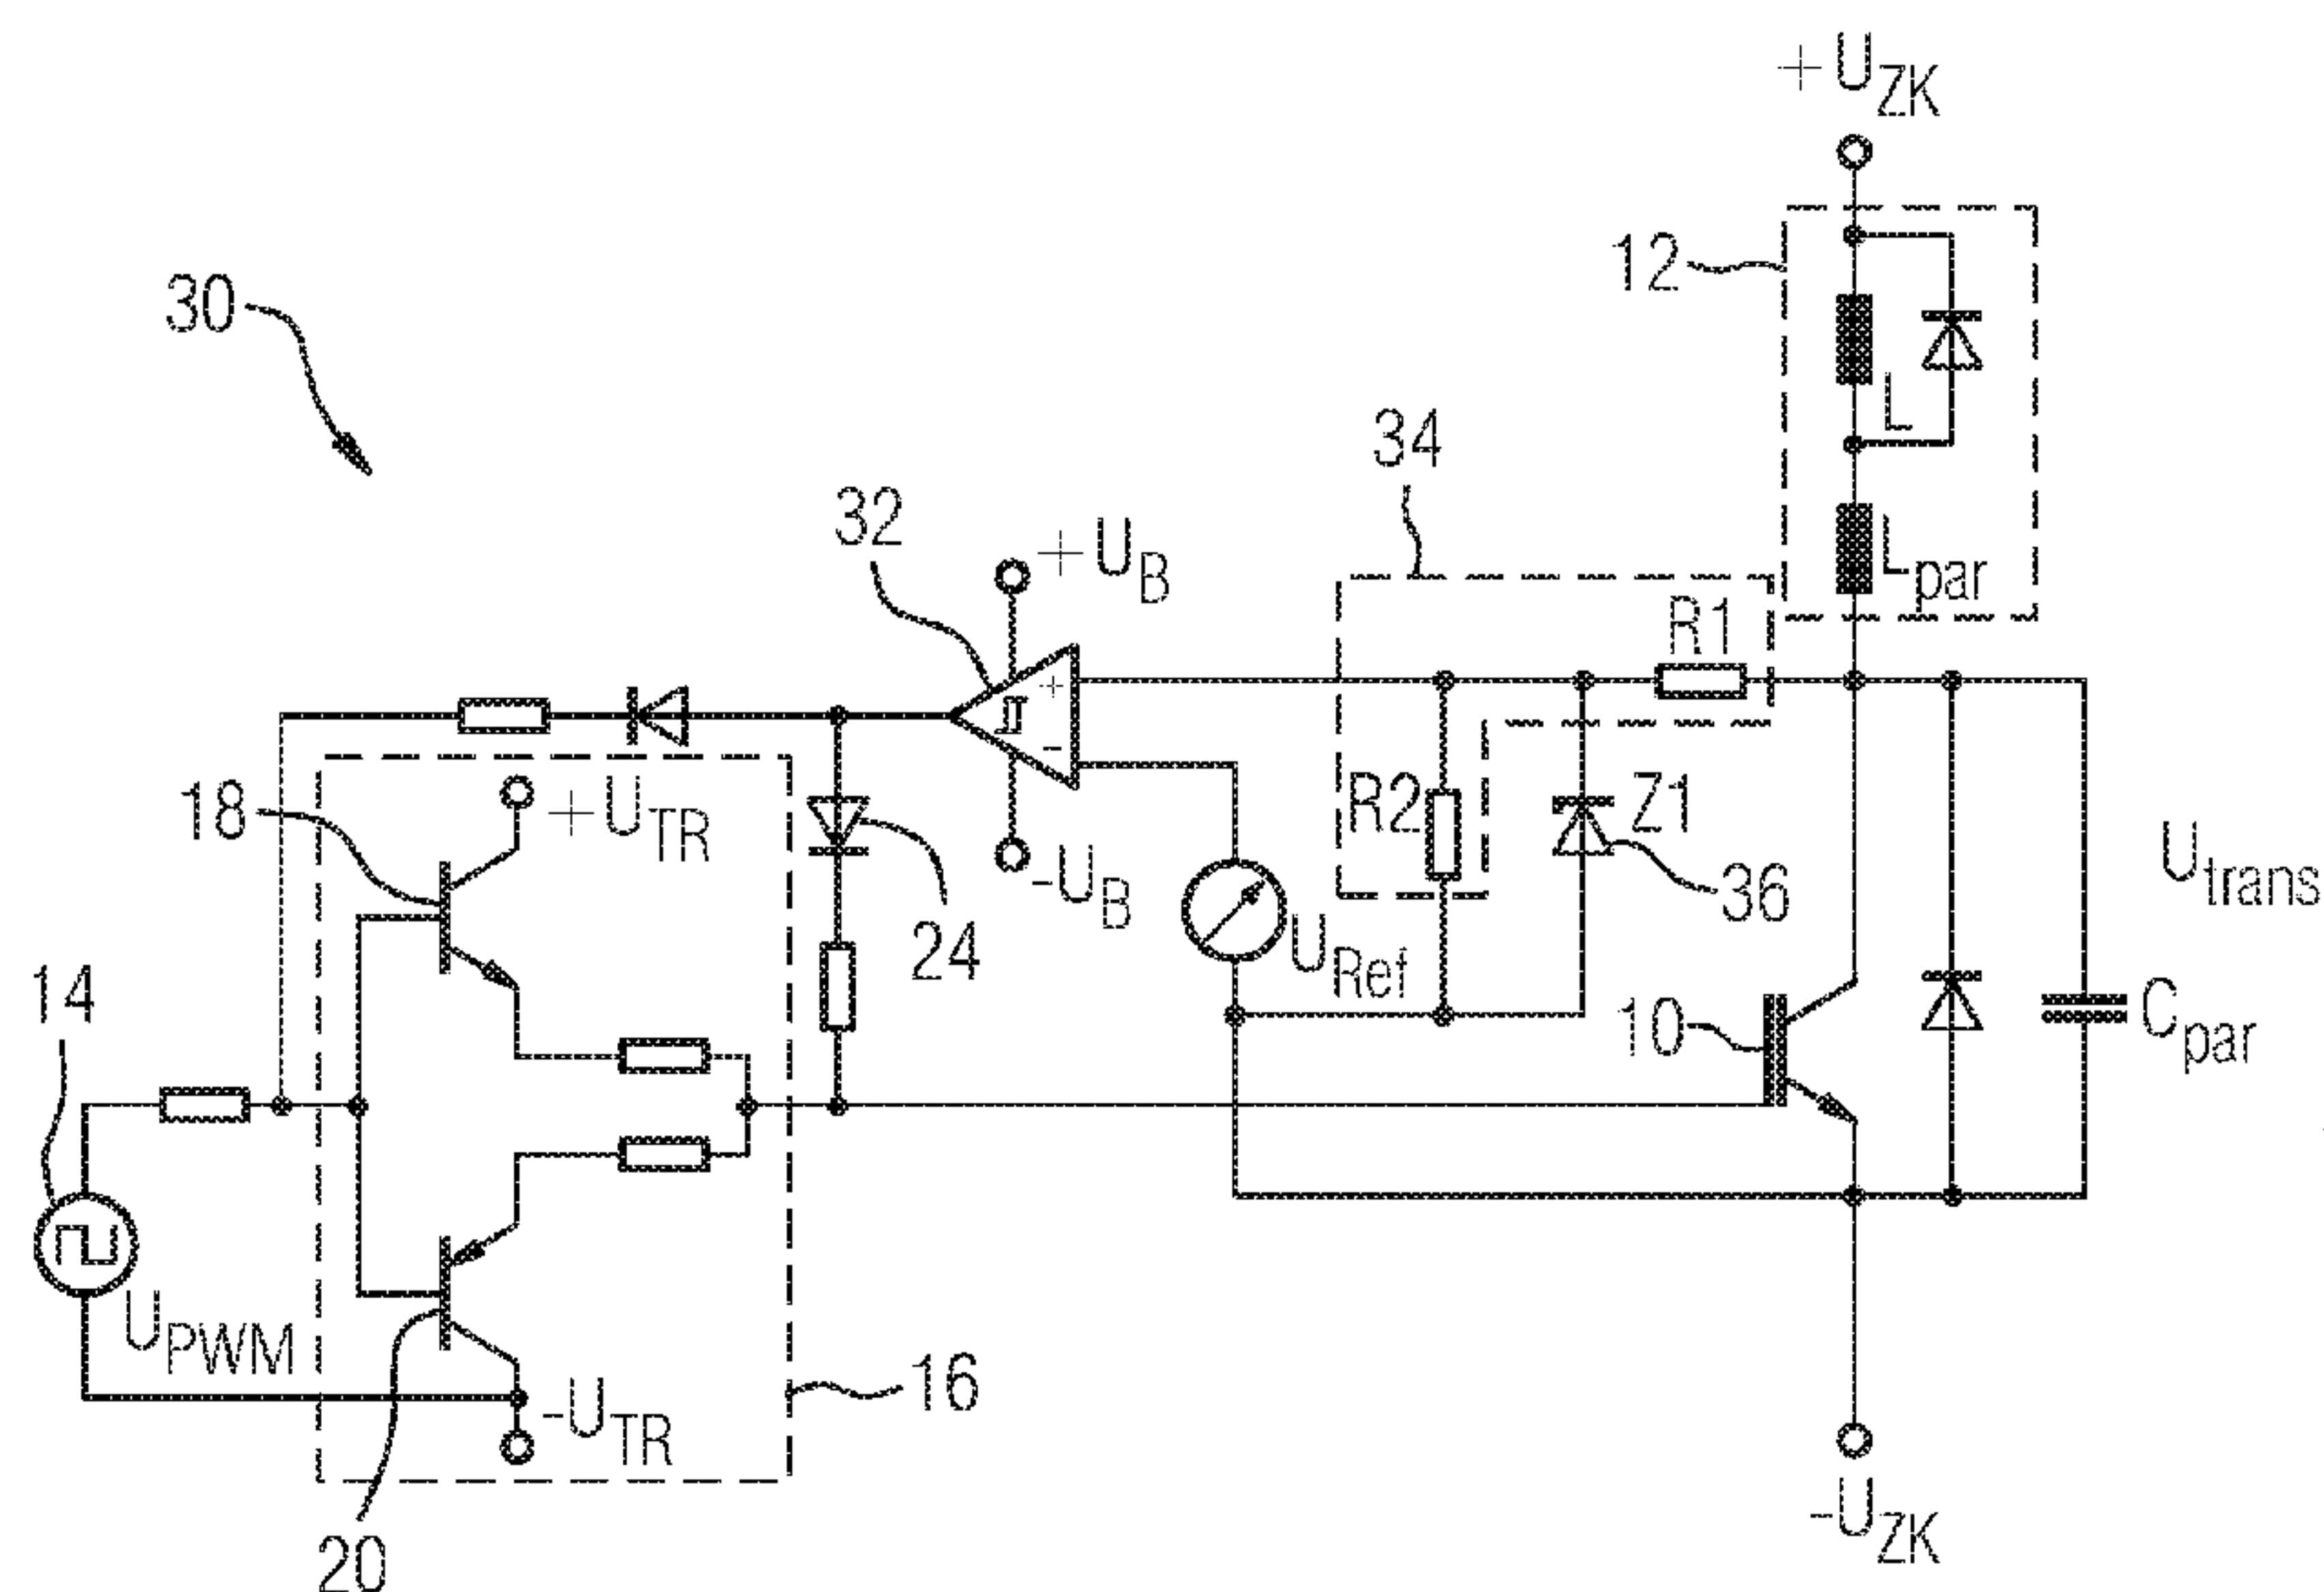 +U_ZK
12
30
L
34
32
+U_B
L_par
R1
+
-
18
+U_TR
R2
Z1
-U_B
36
U_trans
24
U_Ref
14
10
C_par
U_PWM
16
-U_TR
-U_ZK
20